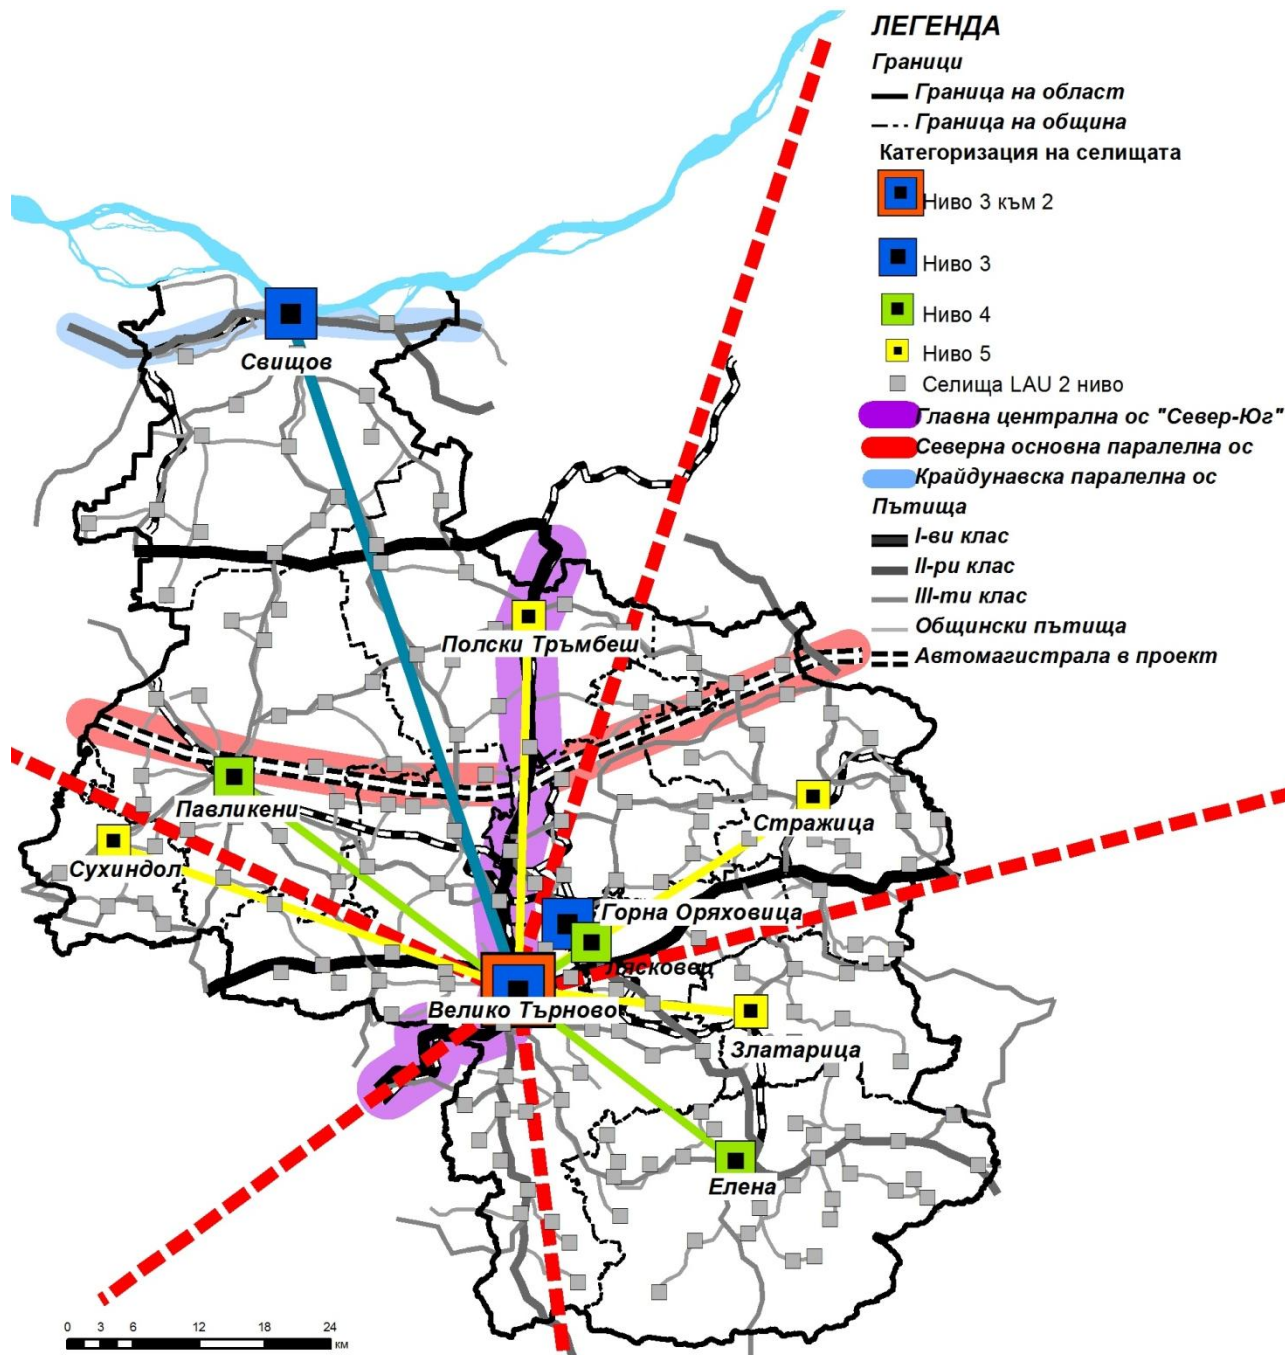 ЛЕГЕНДА
Граници
Граница на област
Граница на община
Категоризация на селищата
Ниво 3 към 2
Ниво 3
Ниво 4
Ниво 5
Селища LAU 2 ниво
Главна централна ос "Север-Юг"
Северна основна паралелна ос
Крайдунавска паралелна ос
Пътища
I-ви клас
II-ри клас
III-ти клас
Общински пътища
Автомагистрала в проект
Свищов
Полски Тръмбеш
Павликени
Стражица
Сухиндол
Горна Оряховица
Лясковец
Велико Търново
Златарица
Елена
0 3 6 12 18 24
км